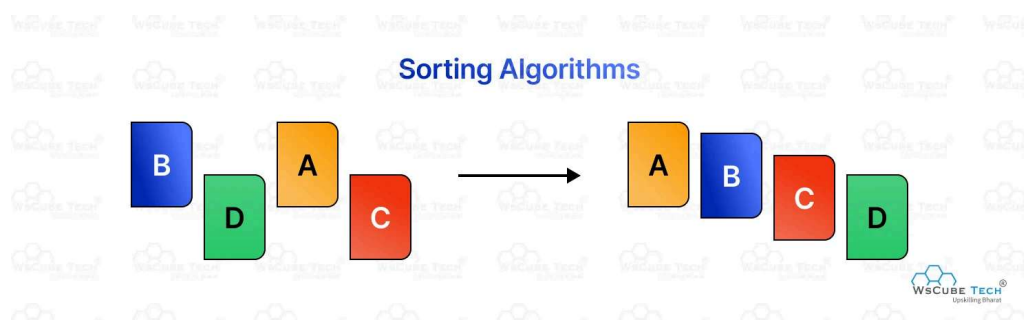 Sorting Algorithms
B
D
A
C
A
B
C
D
WsCube Tech®
Upskilling Bharat